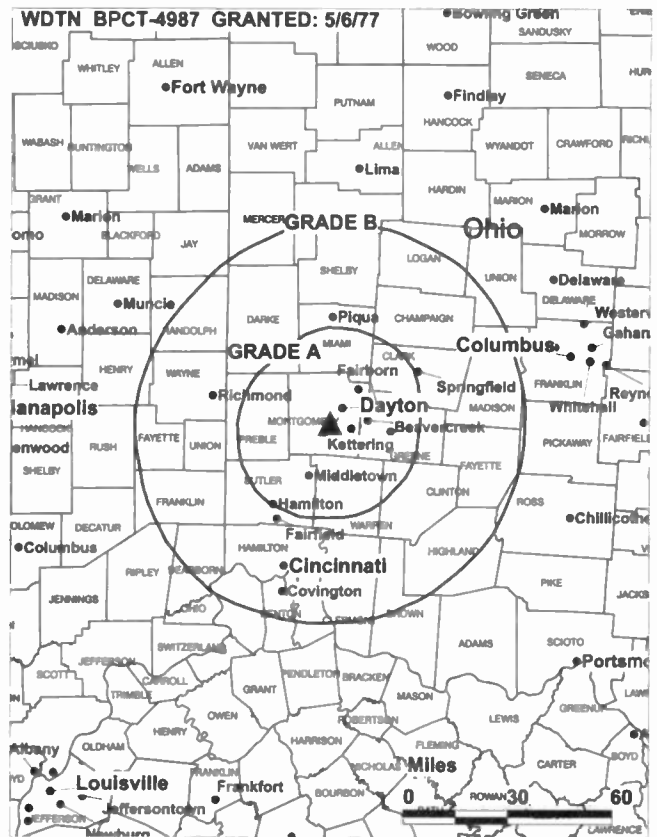 WDTN BPCT-4987 GRANTED: 5/6/77
Bowling Green
SANDUSKY
WOOD
ALLEN
WHITLEY
Fort Wayne
SENECA
PUTNAM
Findlay
HANCOCK
WABASH
HUNTINGTON
VAN WERT
ALLEN
WYANDOT
CRAWFORD
WELLS
ADAMS
Lima
HARDIN
GRANT
MARION
Marion
MERCER
GRADE B
Marion
Ohio
BLACKFORD
JAY
MORROW
LOGAN
SHELBY
UNION
DELAWARE
Delaware
MADISON
DELAWARE
Muncie
Piqua
CHAMPAIGN
DARKE
Anderson
RANDOLPH
MIAMI
GRADE A
CLARK
Columbus
HENRY
WAYNE
Fairborn
Lawrence
Richmond
Springfield
FRANKLIN
Dayton
MADISON
Whitehall
HANCOCK
Beavercreek
FAYETTE
UNION
PREBLE
Kettering
GREENE
PICKAWAY
RUSH
SHELBY
FAYETTE
BUTLER
Middletown
CLINTON
FRANKLIN
Hamilton
ROSS
WARREN
Fairfield
DECATUR
HAMILTON
Columbus
HIGHLAND
Cincinnati
RIPLEY
DEARBORN
PIKE
JENNINGS
Covington
OHIO
KENTON
CLERMONT
BROWN
SWITZERLAND
ADAMS
SCIOTO
JEFFERSON
SCOTT
CARROLL
PENDLETON
BRACKEN
TRIMBLE
GRANT
MASON
OWEN
ROBERTSON
LEWIS
HENRY
HARRISON
FLEMING
OLDHAM
BOYD
NICHOLAS
Miles
CARTER
FRANKLIN
Louisville
Frankfort
BOURBON
0 30 60
ROWAN
Jeffersontown
JEFFERSON
Newburg
LAWRENCE